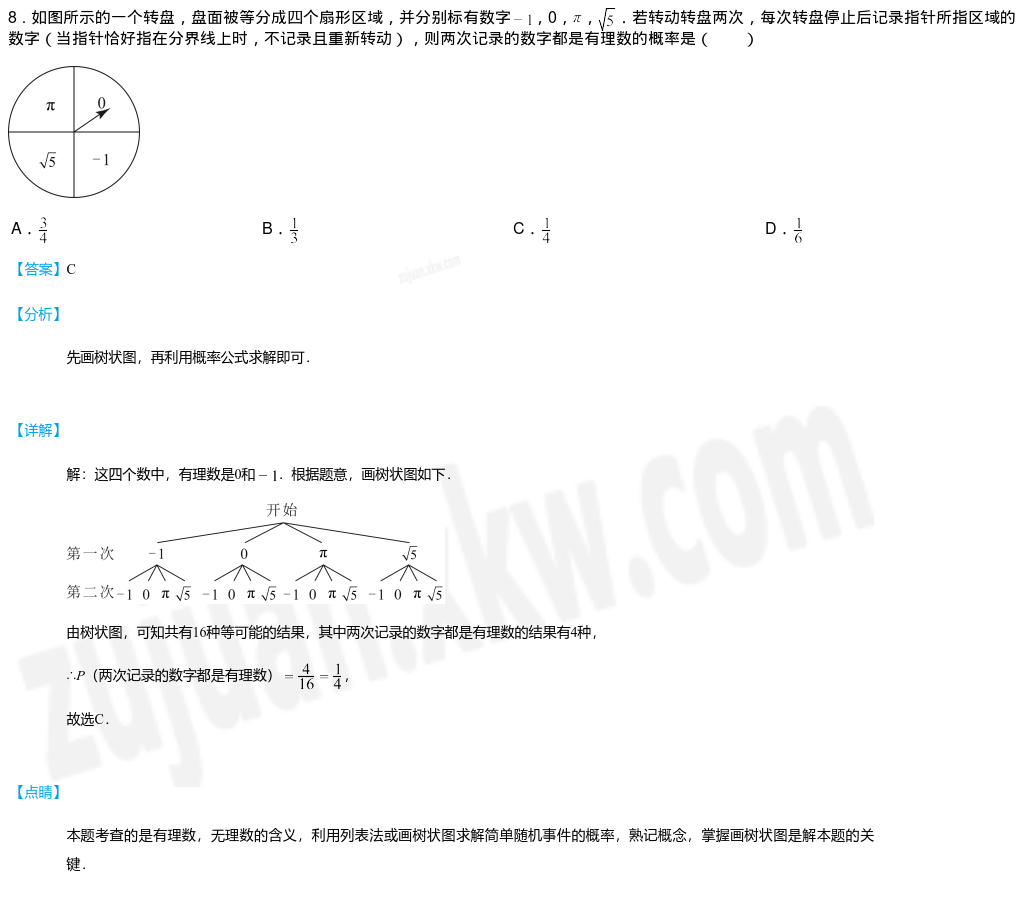 8．如图所示的一个转盘，盘面被等分成四个扇形区域，并分别标有数字－1，0，π，√5．若转动转盘两次，每次转盘停止后记录指针所指区域的
数字（当指针恰好指在分界线上时，不记录且重新转动），则两次记录的数字都是有理数的概率是（　　）
π 0
√5 －1
A．3/4 B．1/3 C．1/4 D．1/6
【答案】C
zujuan.xkw.com
【分析】
先画树状图，再利用概率公式求解即可．
【详解】
解：这四个数中，有理数是0和－1．根据题意，画树状图如下．
开始
第一次 －1 0 π √5
第二次 －1 0 π √5 －1 0 π √5 －1 0 π √5 －1 0 π √5
由树状图，可知共有16种等可能的结果，其中两次记录的数字都是有理数的结果有4种，
∴P（两次记录的数字都是有理数）＝4/16＝1/4，
故选C．
zujuan.xkw.com
【点睛】
本题考查的是有理数，无理数的含义，利用列表法或画树状图求解简单随机事件的概率，熟记概念，掌握画树状图是解本题的关
键．